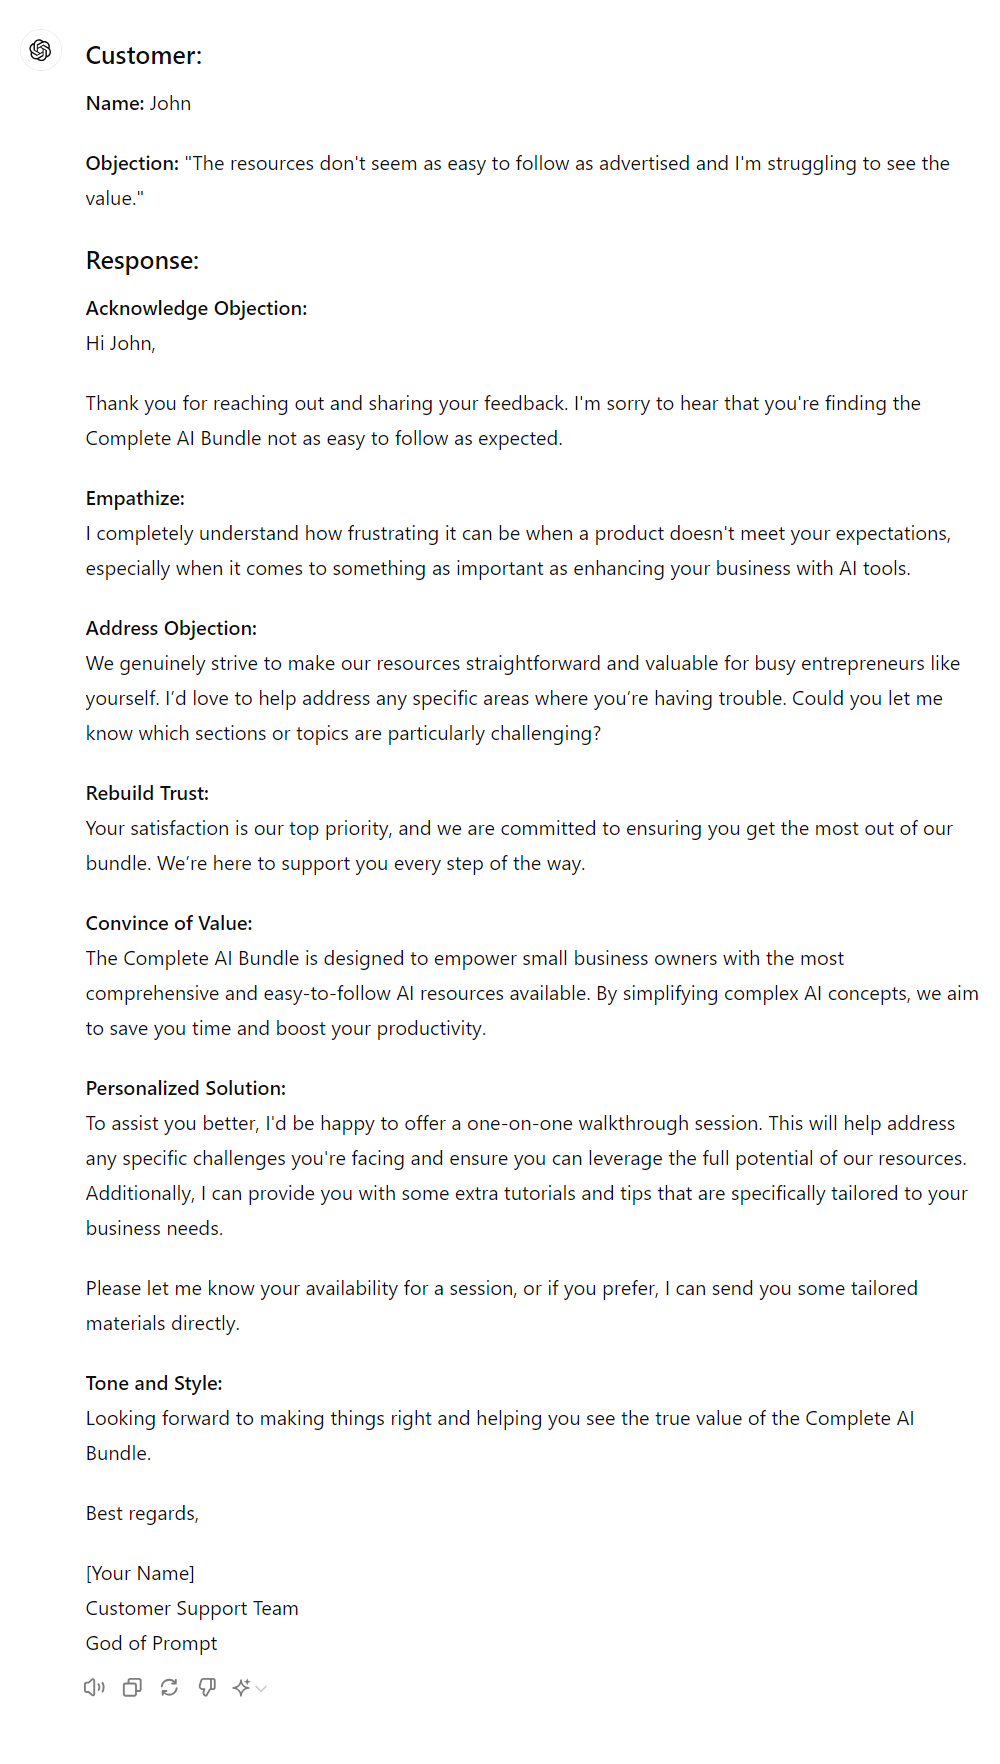 Customer:
Name: John
Objection: "The resources don't seem as easy to follow as advertised and I'm struggling to see the
value."
Response:
Acknowledge Objection:
Hi John,
Thank you for reaching out and sharing your feedback. I'm sorry to hear that you're finding the
Complete AI Bundle not as easy to follow as expected.
Empathize:
I completely understand how frustrating it can be when a product doesn't meet your expectations,
especially when it comes to something as important as enhancing your business with AI tools.
Address Objection:
We genuinely strive to make our resources straightforward and valuable for busy entrepreneurs like
yourself. I’d love to help address any specific areas where you’re having trouble. Could you let me
know which sections or topics are particularly challenging?
Rebuild Trust:
Your satisfaction is our top priority, and we are committed to ensuring you get the most out of our
bundle. We’re here to support you every step of the way.
Convince of Value:
The Complete AI Bundle is designed to empower small business owners with the most
comprehensive and easy-to-follow AI resources available. By simplifying complex AI concepts, we aim
to save you time and boost your productivity.
Personalized Solution:
To assist you better, I'd be happy to offer a one-on-one walkthrough session. This will help address
any specific challenges you're facing and ensure you can leverage the full potential of our resources.
Additionally, I can provide you with some extra tutorials and tips that are specifically tailored to your
business needs.
Please let me know your availability for a session, or if you prefer, I can send you some tailored
materials directly.
Tone and Style:
Looking forward to making things right and helping you see the true value of the Complete AI
Bundle.
Best regards,
[Your Name]
Customer Support Team
God of Prompt